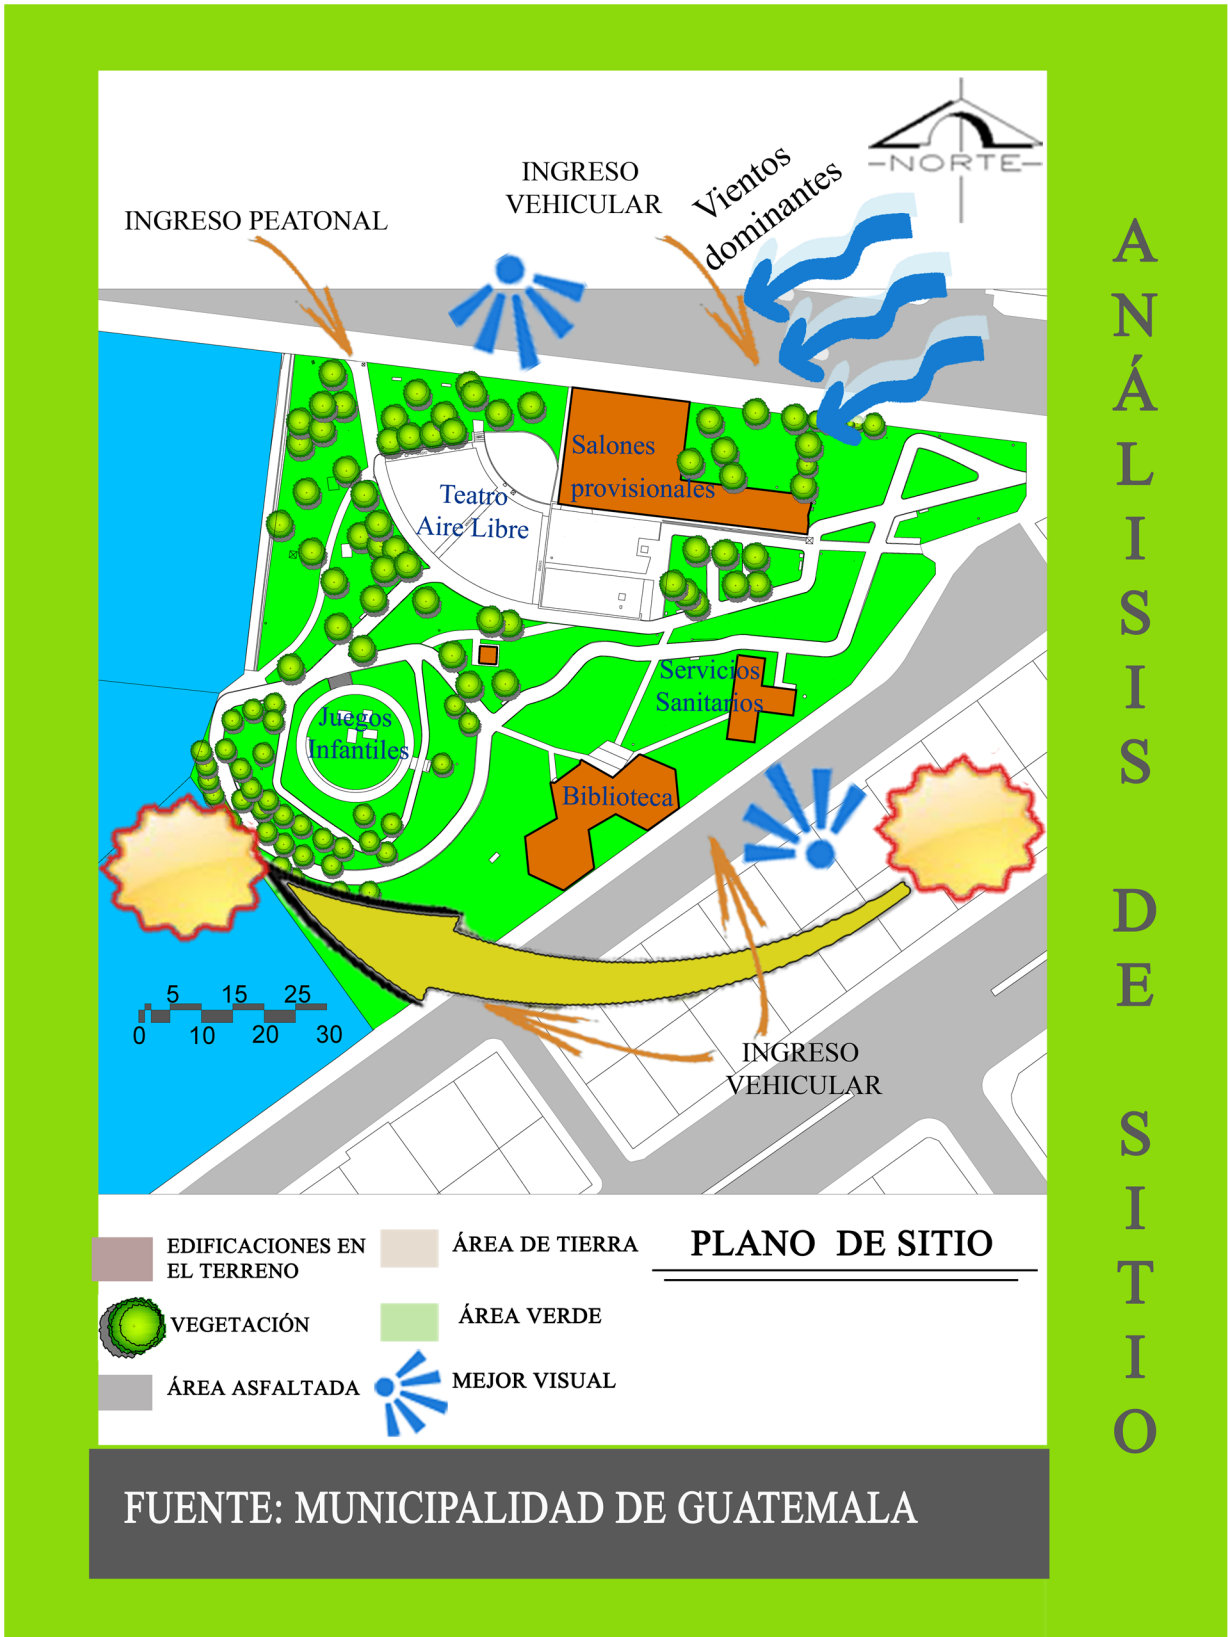 -NORTE-
INGRESO
VEHICULAR
Vientos
dominantes
INGRESO PEATONAL
Salones
provisionales
Teatro
Aire Libre
Servicios
Sanitarios
Juegos
Infantiles
Biblioteca
5 15 25
0 10 20 30
INGRESO
VEHICULAR
EDIFICACIONES EN
EL TERRENO
ÁREA DE TIERRA
VEGETACIÓN
ÁREA VERDE
ÁREA ASFALTADA
MEJOR VISUAL
PLANO DE SITIO
FUENTE: MUNICIPALIDAD DE GUATEMALA
ANÁLISIS DE SITIO